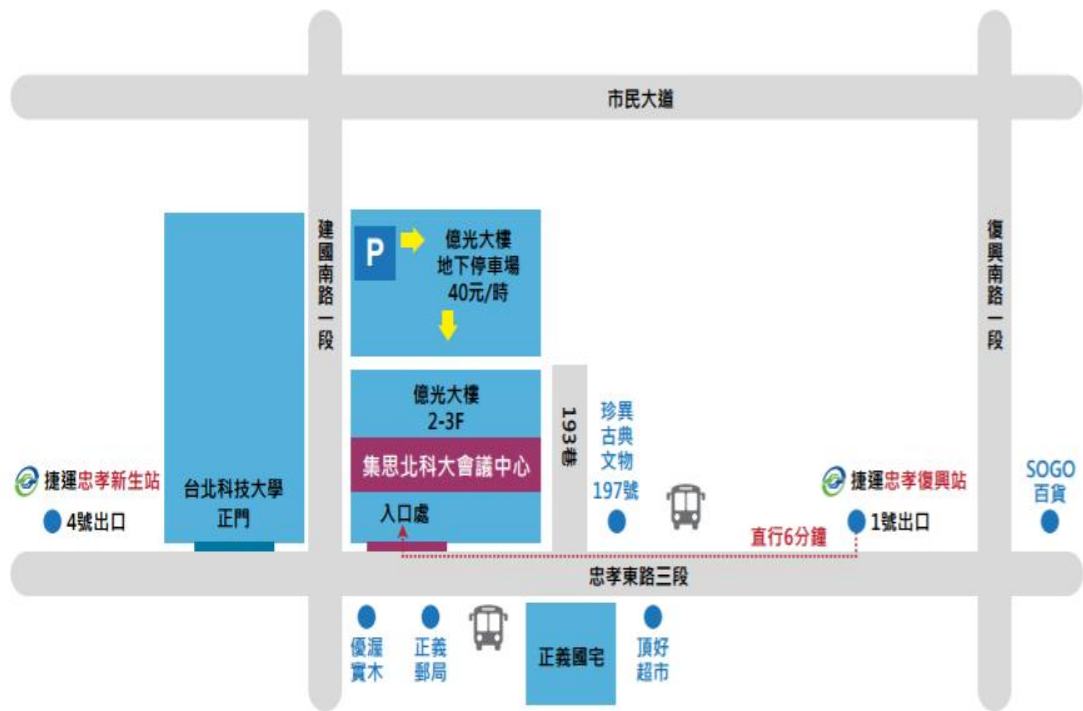 市民大道
建國南路一段
復興南路一段
P
億光大樓
地下停車場
40元/時
億光大樓
2-3F
集思北科大會議中心
入口處
193巷
珍異
古典
文物
197號
捷運忠孝新生站
4號出口
台北科技大學
正門
捷運忠孝復興站
1號出口
SOGO
百貨
直行6分鐘
忠孝東路三段
優渥
實木
正義
郵局
正義國宅
頂好
超市